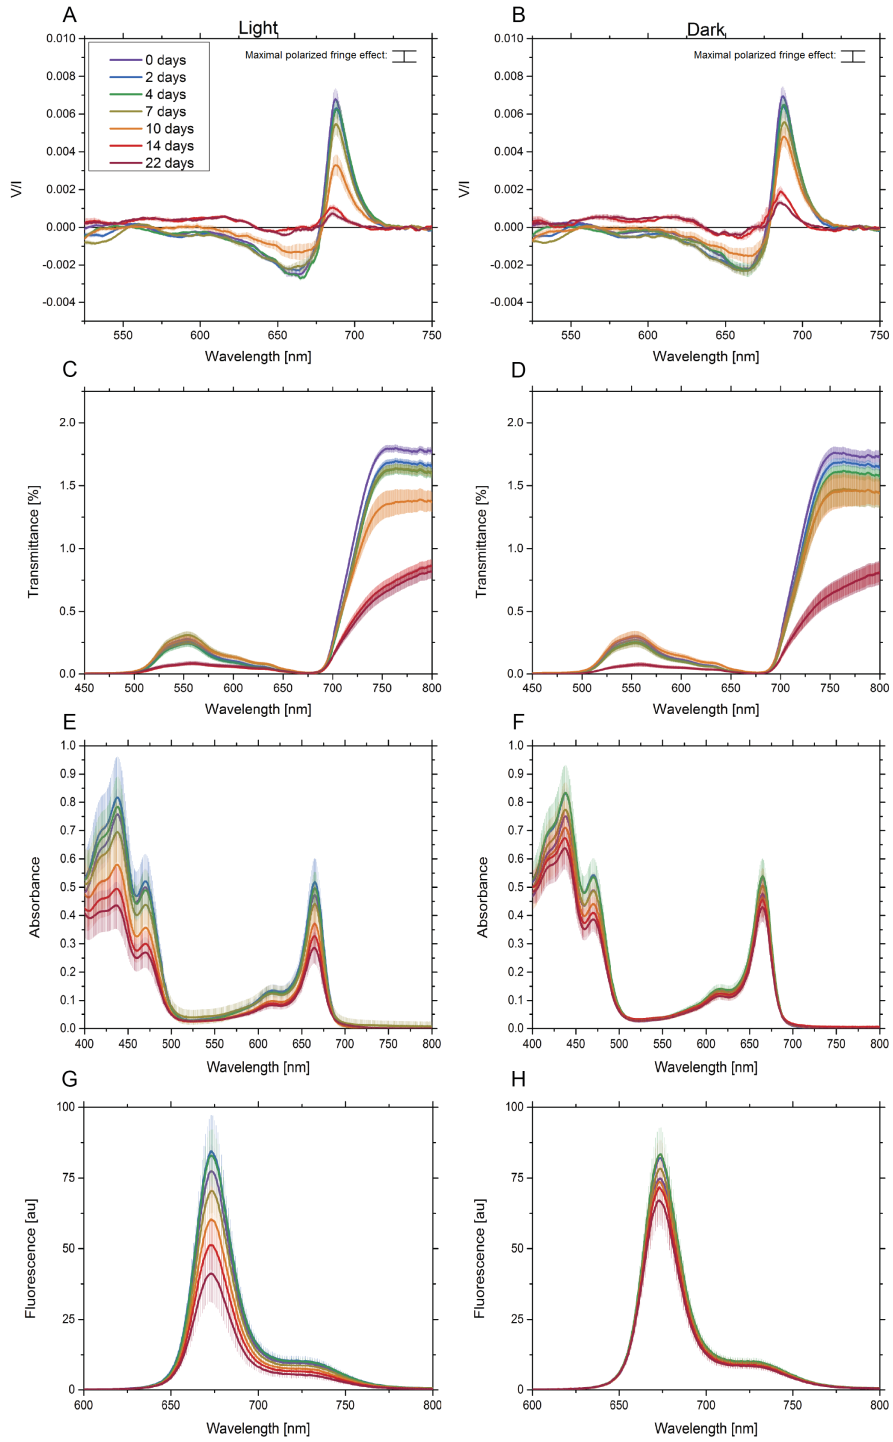 A
Light
B
Dark
Maximal polarized fringe effect:
Maximal polarized fringe effect:
0 days
2 days
4 days
7 days
10 days
14 days
22 days
0.010
0.008
0.006
0.004
0.002
0.000
-0.002
-0.004
V/I
550 600 650 700 750
Wavelength [nm]
0.010
0.008
0.006
0.004
0.002
0.000
-0.002
-0.004
V/I
550 600 650 700 750
Wavelength [nm]
C
D
2.0
1.5
1.0
0.5
0.0
Transmittance [%]
450 500 550 600 650 700 750 800
Wavelength [nm]
2.0
1.5
1.0
0.5
0.0
Transmittance [%]
450 500 550 600 650 700 750 800
Wavelength [nm]
E
F
1.0
0.9
0.8
0.7
0.6
0.5
0.4
0.3
0.2
0.1
0.0
Absorbance
400 450 500 550 600 650 700 750 800
Wavelength [nm]
1.0
0.9
0.8
0.7
0.6
0.5
0.4
0.3
0.2
0.1
0.0
Absorbance
400 450 500 550 600 650 700 750 800
Wavelength [nm]
G
H
100
75
50
25
0
Fluorescence [au]
600 650 700 750 800
Wavelength [nm]
100
75
50
25
0
Fluorescence [au]
600 650 700 750 800
Wavelength [nm]